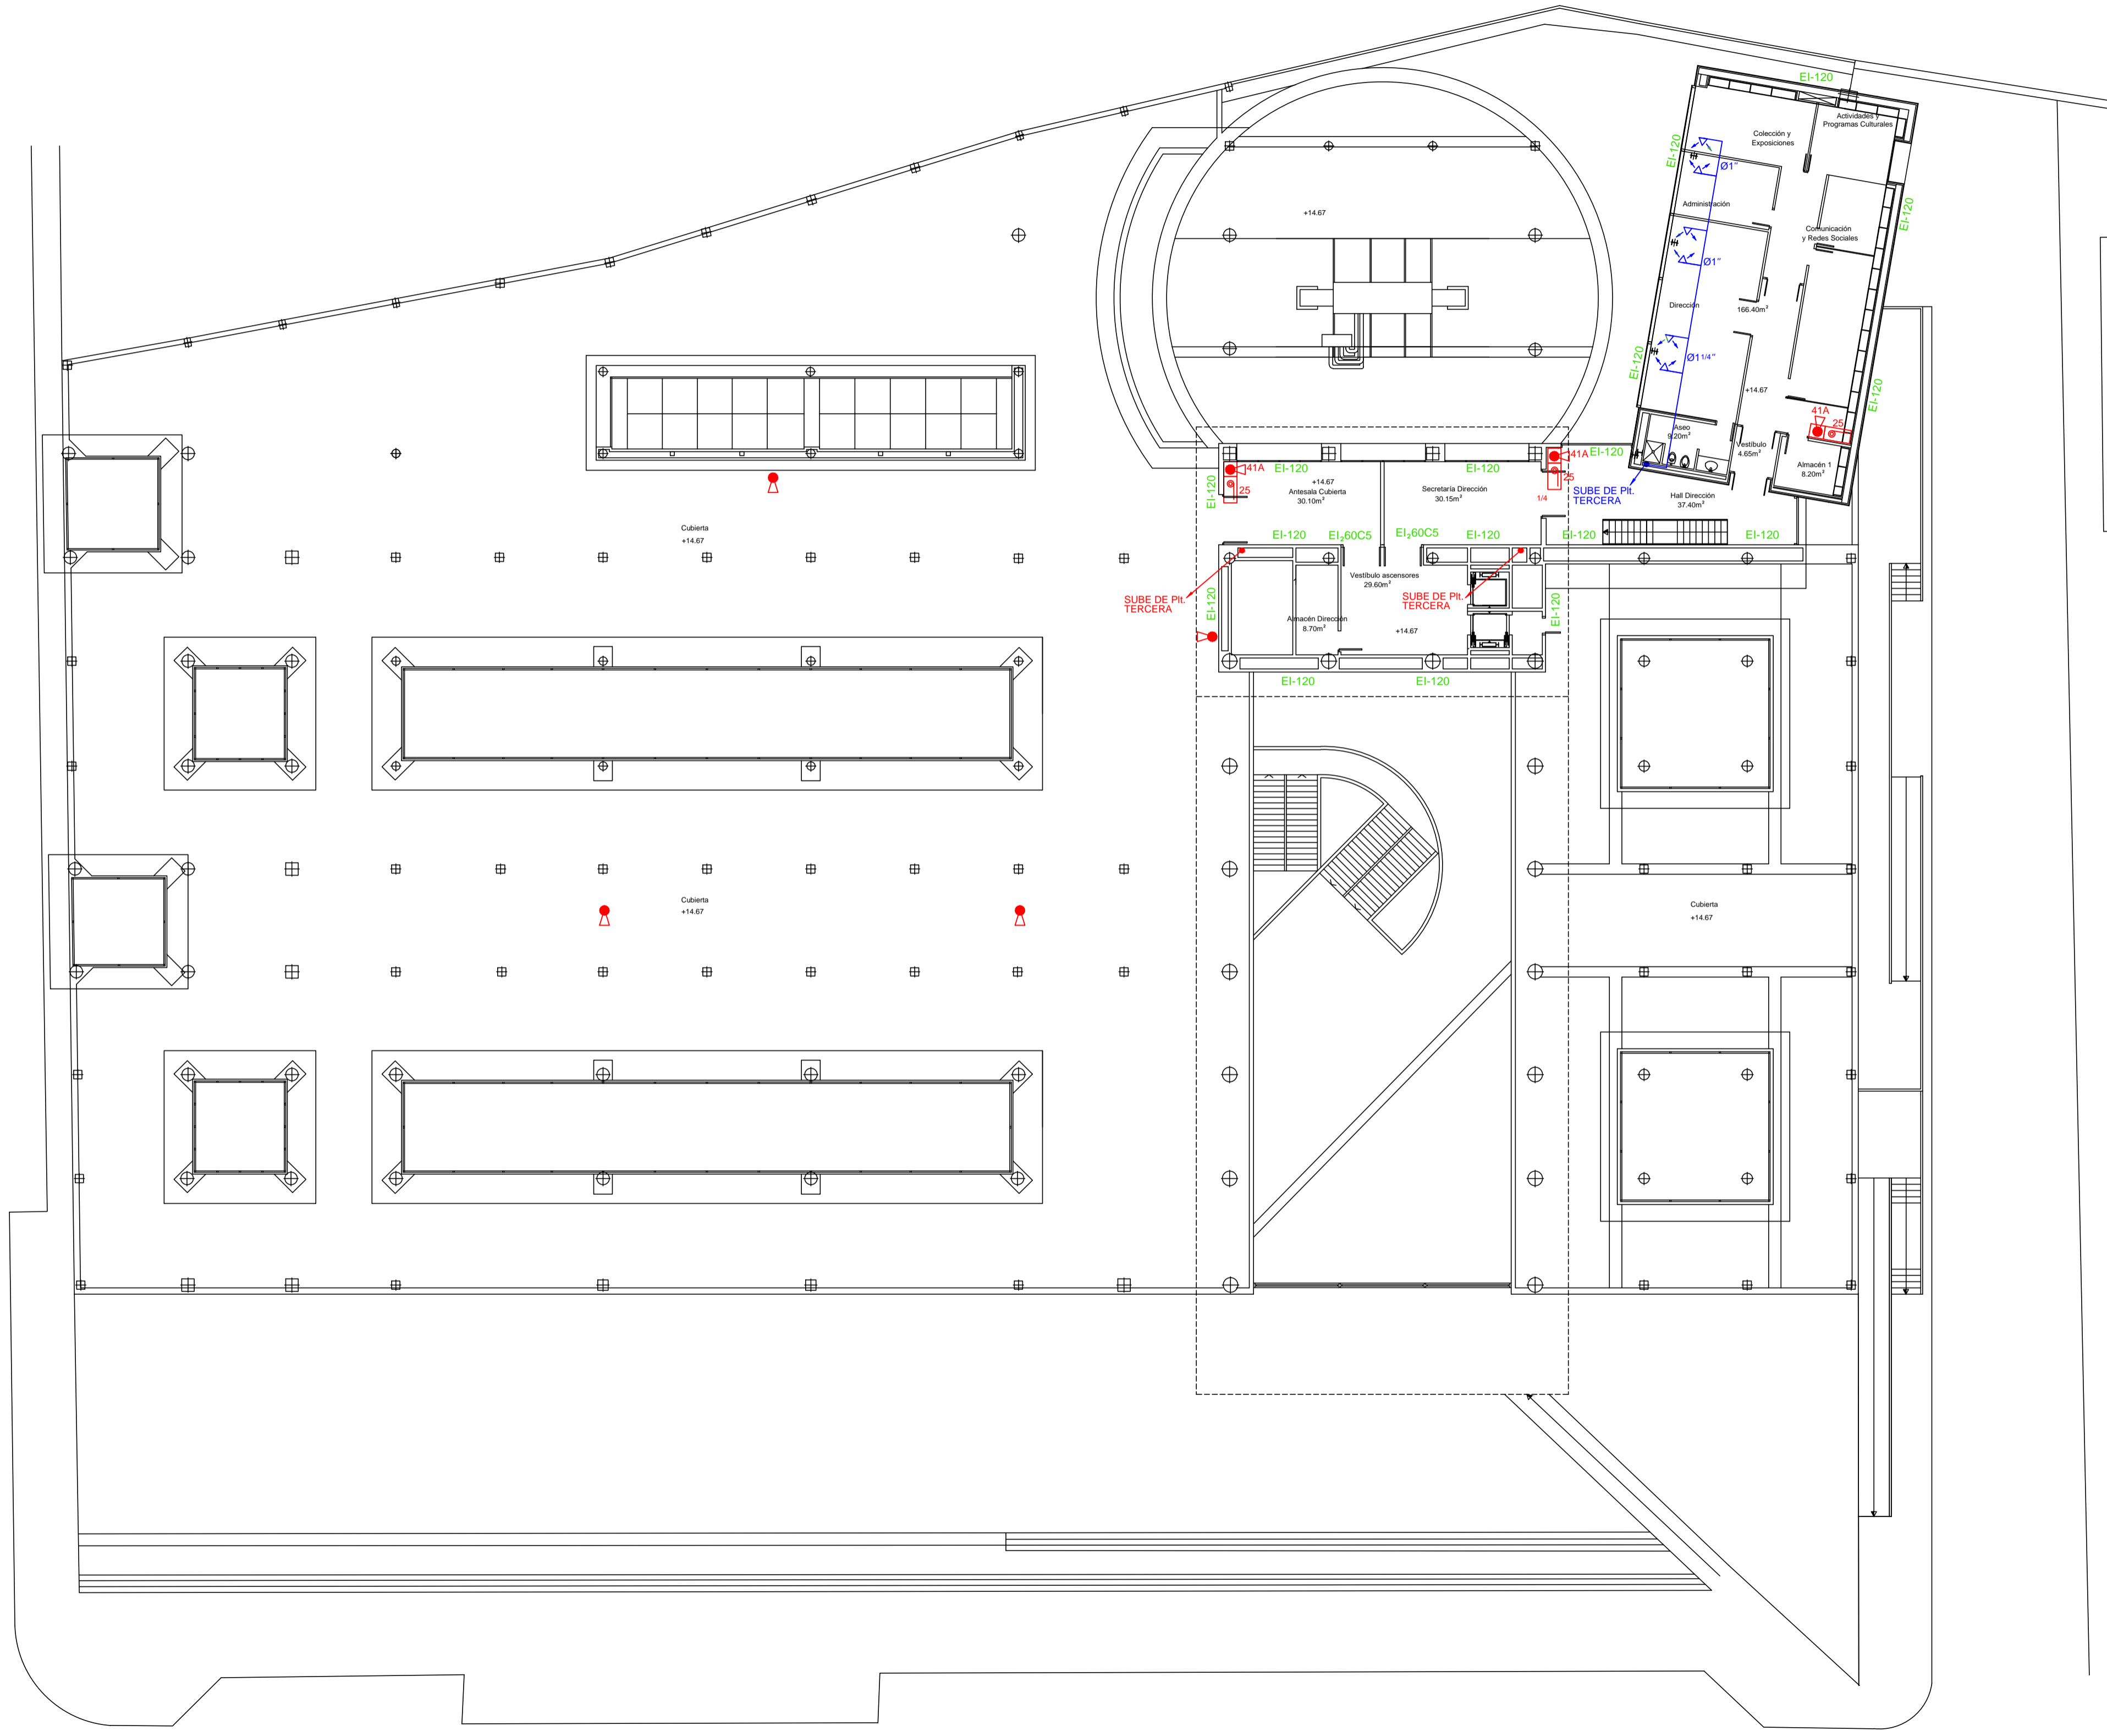 EI-120
Actividades y
Programas Culturales
Colección y
Exposiciones
EI-120
Ø1"
Administración
EI-120
+14.67
Comunicación
y Redes Sociales
Ø1"
Dirección
166.40m²
EI-120
Ø1 1/4"
+14.67
EI-120
41A
25
Aseo
9.20m²
Vestíbulo
4.65m²
Almacén 1
8.20m²
41A
EI-120
EI-120
41A
EI-120
25
EI-120
+14.67
Antesala Cubierta
30.10m²
Secretaría Dirección
30.15m²
25
1/4
SUBE DE Plt.
TERCERA
Hall Dirección
37.40m²
Cubierta
+14.67
EI-120
EI₂60C5
EI₂60C5
EI-120
EI-120
EI-120
Vestíbulo ascensores
29.60m²
SUBE DE Plt.
TERCERA
EI-120
SUBE DE Plt.
TERCERA
EI-120
Almacén Dirección
8.70m²
+14.67
EI-120
EI-120
Cubierta
+14.67
Cubierta
+14.67